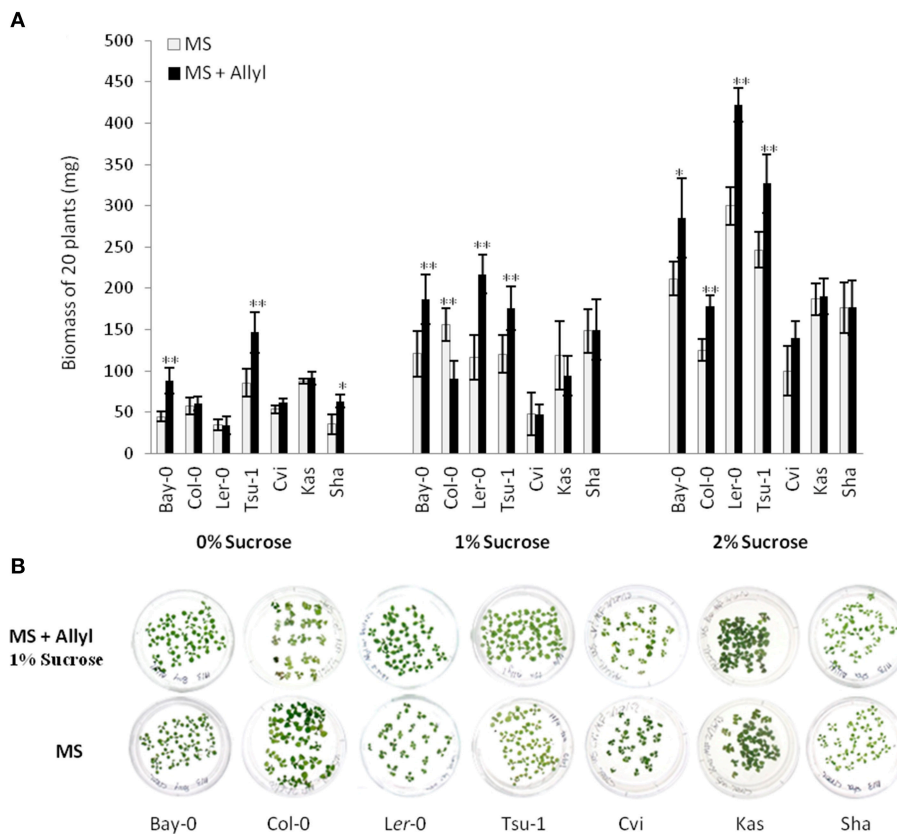 A
500
450
400
350
300
250
200
150
100
50
0
Biomass of 20 plants (mg)
MS
MS + Allyl
** ** * ** ** ** ** * ** ** **
Bay-0 Col-0 Ler-0 Tsu-1 Cvi Kas Sha
Bay-0 Col-0 Ler-0 Tsu-1 Cvi Kas Sha
Bay-0 Col-0 Ler-0 Tsu-1 Cvi Kas Sha
0% Sucrose 1% Sucrose 2% Sucrose
B
MS + Allyl
1% Sucrose
MS
Bay-0 Col-0 Ler-0 Tsu-1 Cvi Kas Sha